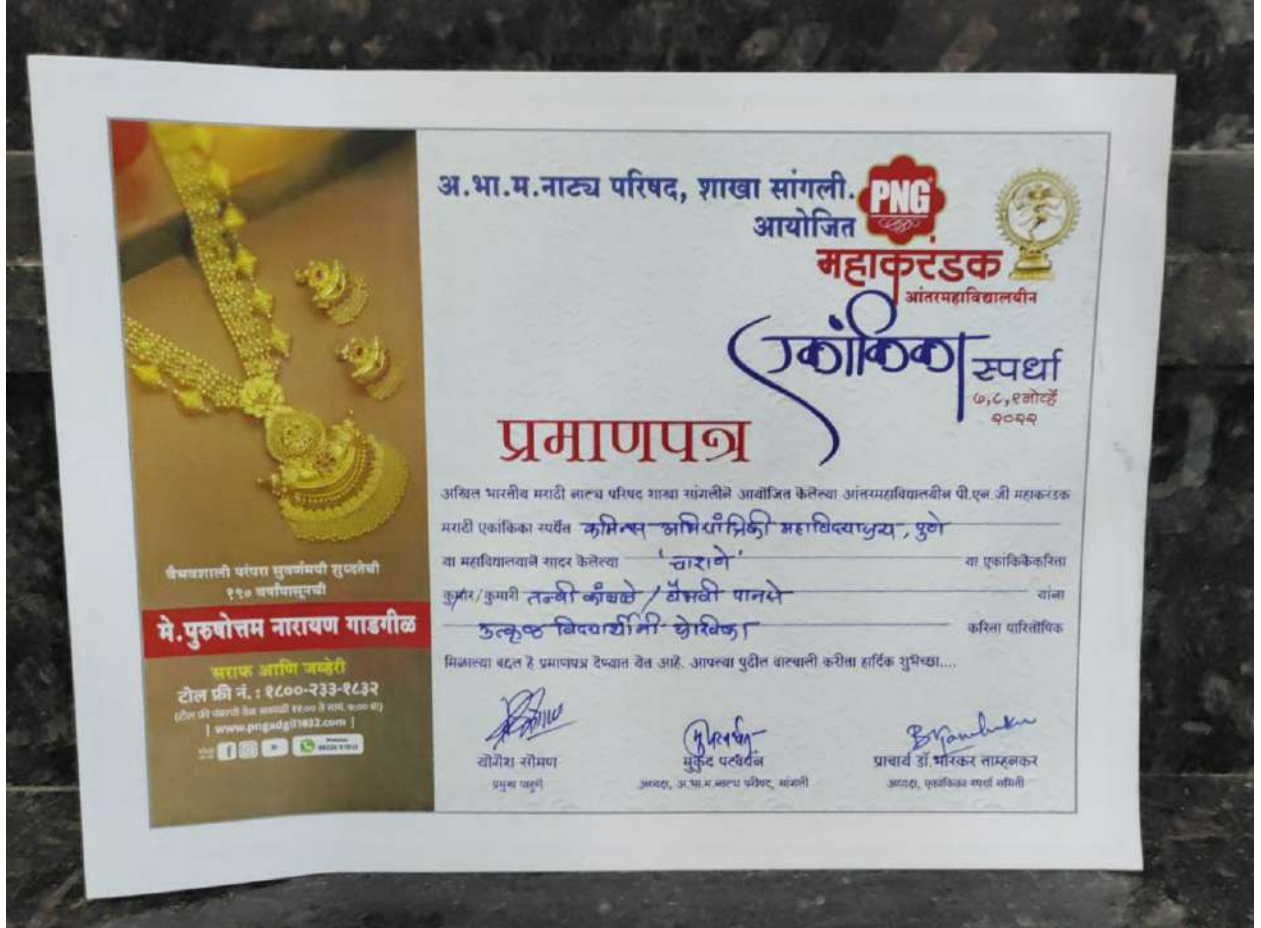 अ.भा.म.नाट्य परिषद, शाखा सांगली.
आयोजित
PNG
महाकरंडक
आंतरमहाविद्यालयीन
एकांकिका स्पर्धा
७,८,९ नोव्हें
२०२२
प्रमाणपत्र
अखिल भारतीय मराठी नाट्य परिषद शाखा सांगलीने आयोजित केलेल्या आंतरमहाविद्यालयीन पी.एन.जी महाकरंडक
मराठी एकांकिका स्पर्धेत कमिन्स अभियांत्रिकी महाविद्यालय, पुणे
या महाविद्यालयाने सादर केलेल्या 'चाराणे' या एकांकिकेकरिता
कुमार/कुमारी तन्वी कांबळे / वैभवी पानसे यांना
उत्कृष्ठ विद्यार्थीनी लेखिका करिता पारितोषिक
मिळाल्या बद्दल हे प्रमाणपत्र देण्यात येत आहे. आपल्या पुढील वाटचाली करीता हार्दिक शुभेच्छा....
योगेश सोमण
प्रमुख पाहुणे
मुकुंद पटवर्धन
अध्यक्ष, अ.भा.म.नाट्य परीषद, सांगली
प्राचार्य डॉ.भास्कर ताम्हनकर
अध्यक्ष, एकांकिका स्पर्धा समिती
वैभवशाली परंपरा सुवर्णमयी शुध्दतेची
१९० वर्षांपासूनची
मे.पुरुषोत्तम नारायण गाडगीळ
सराफ आणि जव्हेरी
टोल फ्री नं. : १८००-२३३-१८३२
| www.pngadgil1832.com |